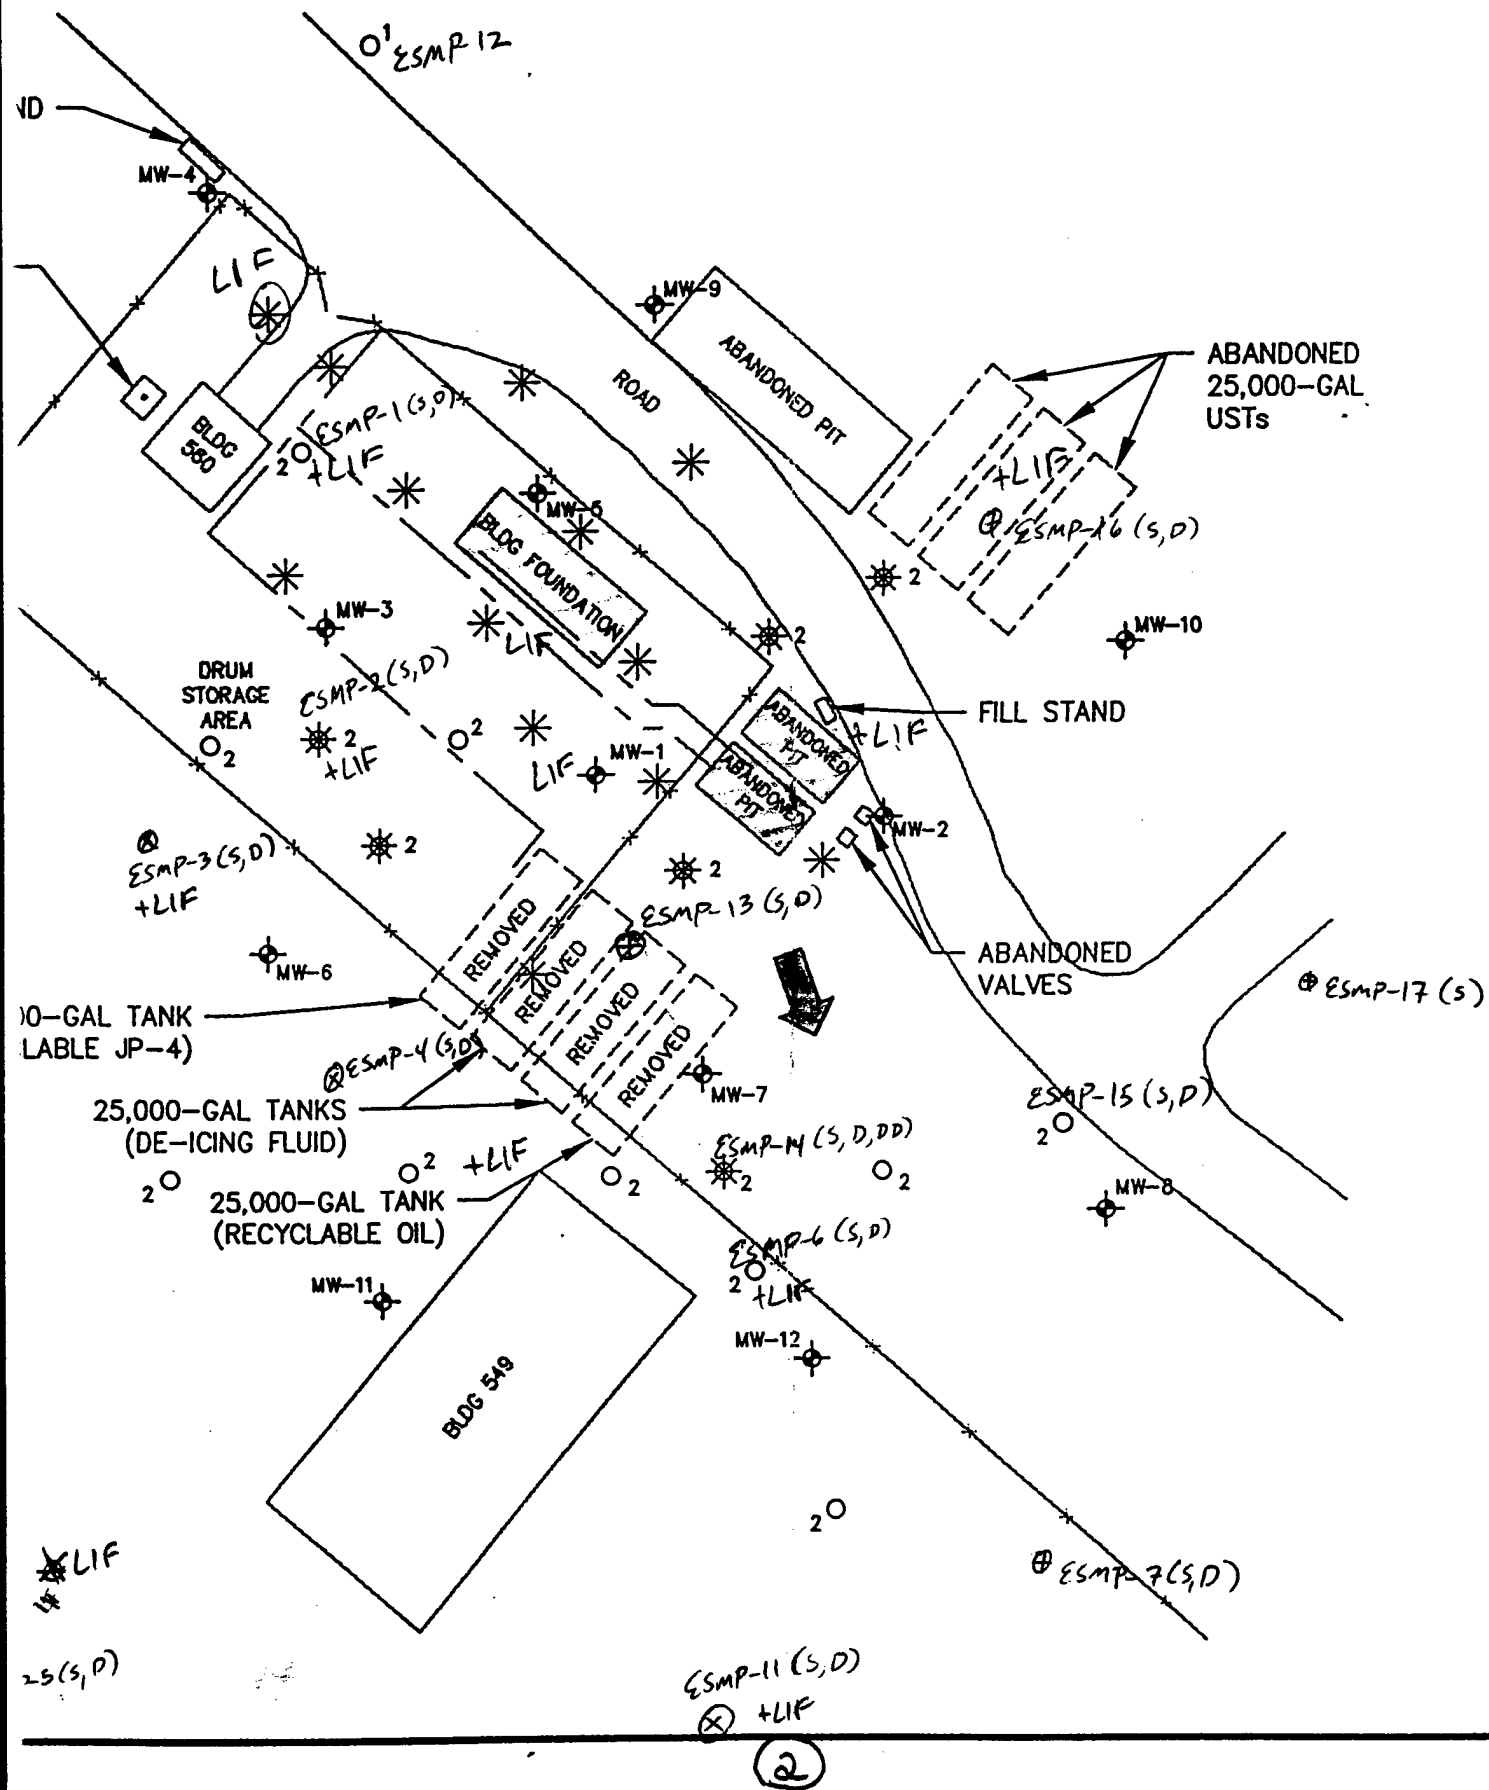 1
ESMP 12
ND
MW-4
LIF
MW-9
ABANDONED PIT
ROAD
ABANDONED
25,000-GAL
USTs
BLDG
560
2
ESMP-1 (S,D)
+LIF
MW-5
BLDG FOUNDATION
+LIF
ESMP-16 (S,D)
2
MW-3
LIF
2
MW-10
DRUM
STORAGE
AREA
2
ESMP-2 (S,D)
2
+LIF
2
LIF
MW-1
ABANDONED
PIT
ABANDONED
PIT
FILL STAND
+LIF
MW-2
ESMP-3 (S,D)
+LIF
2
2
ESMP-13 (S,D)
MW-6
REMOVED
REMOVED
REMOVED
REMOVED
ABANDONED
VALVES
ESMP-17 (S)
00-GAL TANK
LABLE JP-4)
ESMP-4 (S,D)
MW-7
25,000-GAL TANKS
(DE-ICING FLUID)
ESMP-15 (S,D)
2
ESMP-14 (S,D,DD)
2
2
2
2
+LIF
2
25,000-GAL TANK
(RECYCLABLE OIL)
MW-8
ESMP-6 (S,D)
2
+LIF
MW-11
MW-12
BLDG 549
2
LIF
ESMP-7 (S,D)
25 (S,D)
ESMP-11 (S,D)
+LIF
2